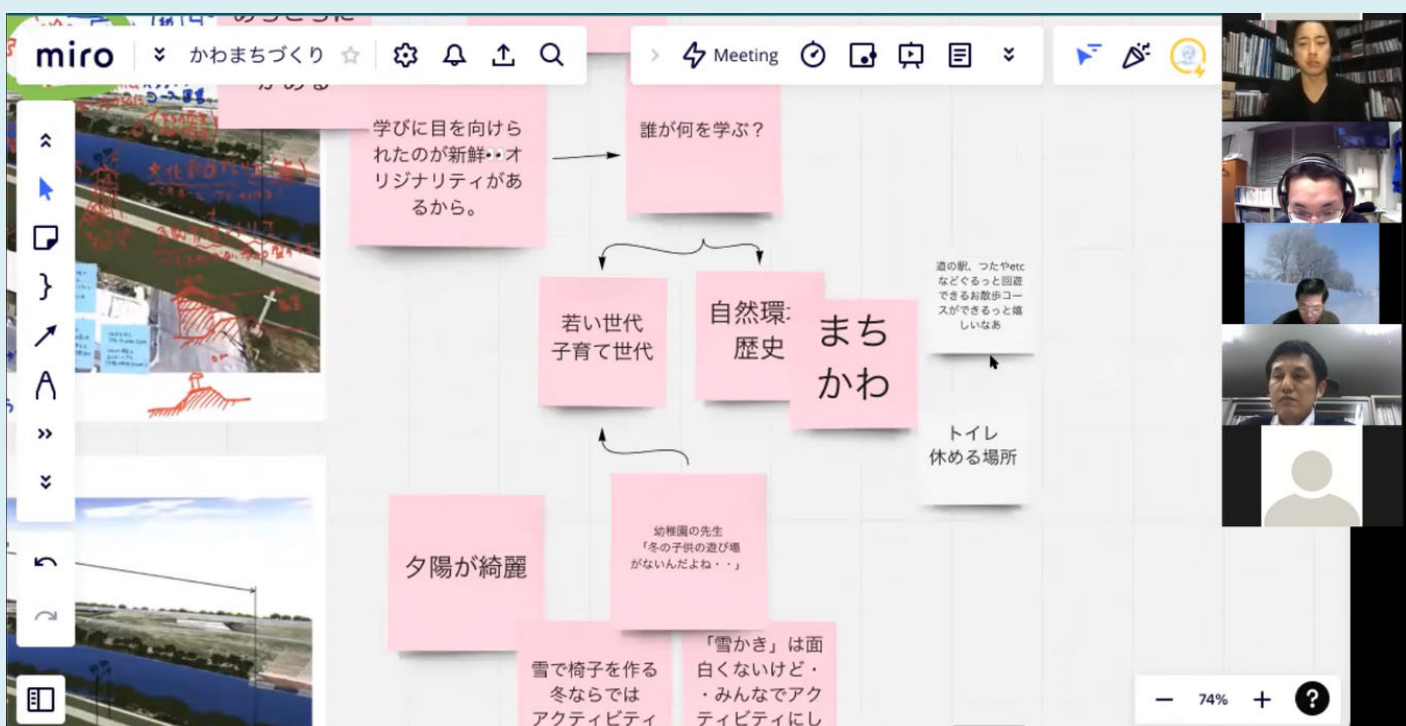 miro
かわまちづくり
Meeting
がある
学びに目を向けら
れたのが新鮮👀オ
リジナリティがあ
るから。
誰が何を学ぶ？
若い世代
子育て世代
自然環
歴史
まち
かわ
道の駅、つたやetc
などぐるっと回遊
できるお散歩コー
スができるっと嬉
しいなあ
トイレ
休める場所
夕陽が綺麗
幼稚園の先生
「冬の子供の遊び場
がないんだよね・・」
雪で椅子を作る
冬ならでは
アクティビティ
「雪かき」は面
白くないけど・
・みんなでアク
ティビティにし
74%